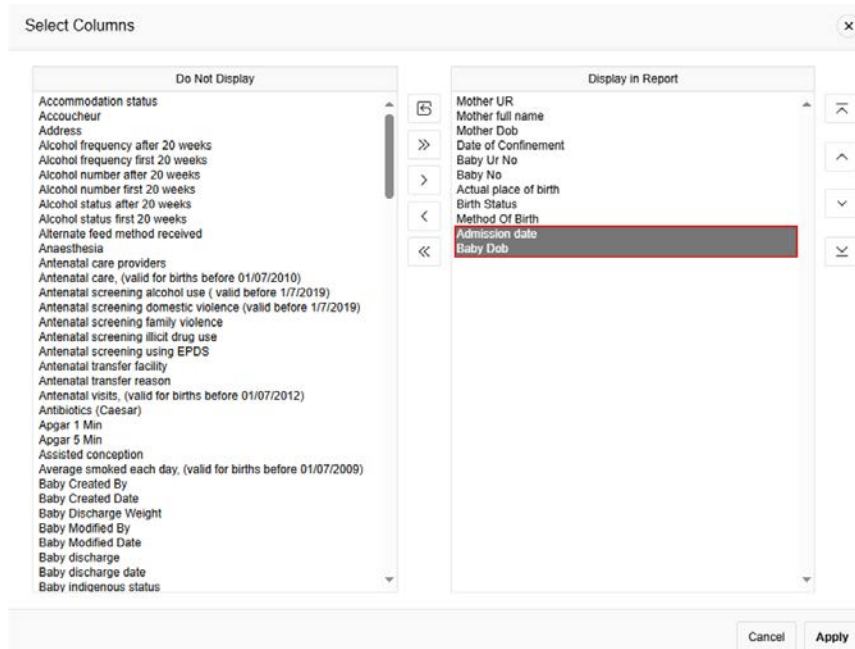 Select Columns
Do Not Display
Accommodation status
Accoucheur
Address
Alcohol frequency after 20 weeks
Alcohol frequency first 20 weeks
Alcohol number after 20 weeks
Alcohol number first 20 weeks
Alcohol status after 20 weeks
Alcohol status first 20 weeks
Alternate feed method received
Anaesthesia
Antenatal care providers
Antenatal care, (valid for births before 01/07/2010)
Antenatal screening alcohol use ( valid before 1/7/2019)
Antenatal screening domestic violence (valid before 1/7/2019)
Antenatal screening family violence
Antenatal screening illicit drug use
Antenatal screening using EPDS
Antenatal transfer facility
Antenatal transfer reason
Antenatal visits, (valid for births before 01/07/2012)
Antibiotics (Caesar)
Apgar 1 Min
Apgar 5 Min
Assisted conception
Average smoked each day, (valid for births before 01/07/2009)
Baby Created By
Baby Created Date
Baby Discharge Weight
Baby Modified By
Baby Modified Date
Baby discharge
Baby discharge date
Baby indigenous status
Display in Report
Mother UR
Mother full name
Mother Dob
Date of Confinement
Baby Ur No
Baby No
Actual place of birth
Birth Status
Method Of Birth
Admission date
Baby Dob
Cancel
Apply